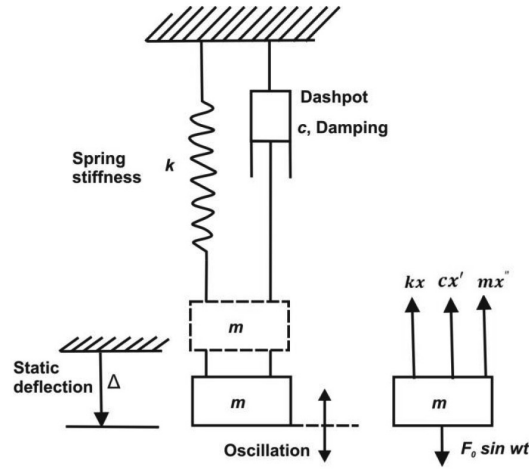 Dashpot
c, Damping
Spring
stiffness
k
kx
cx′
mx″
m
Static
deflection
Δ
m
m
Oscillation
F₀ sin wt